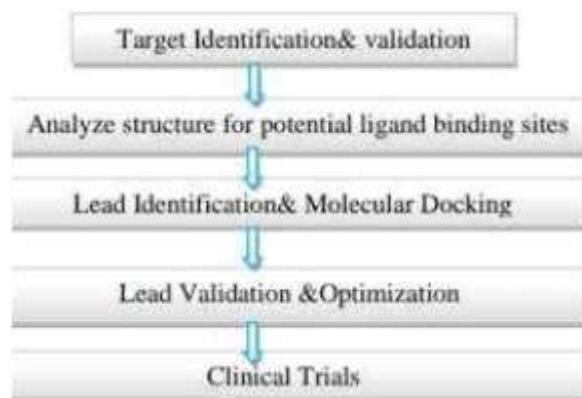 Target Identification& validation
Analyze structure for potential ligand binding sites
Lead Identification& Molecular Docking
Lead Validation &Optimization
Clinical Trials